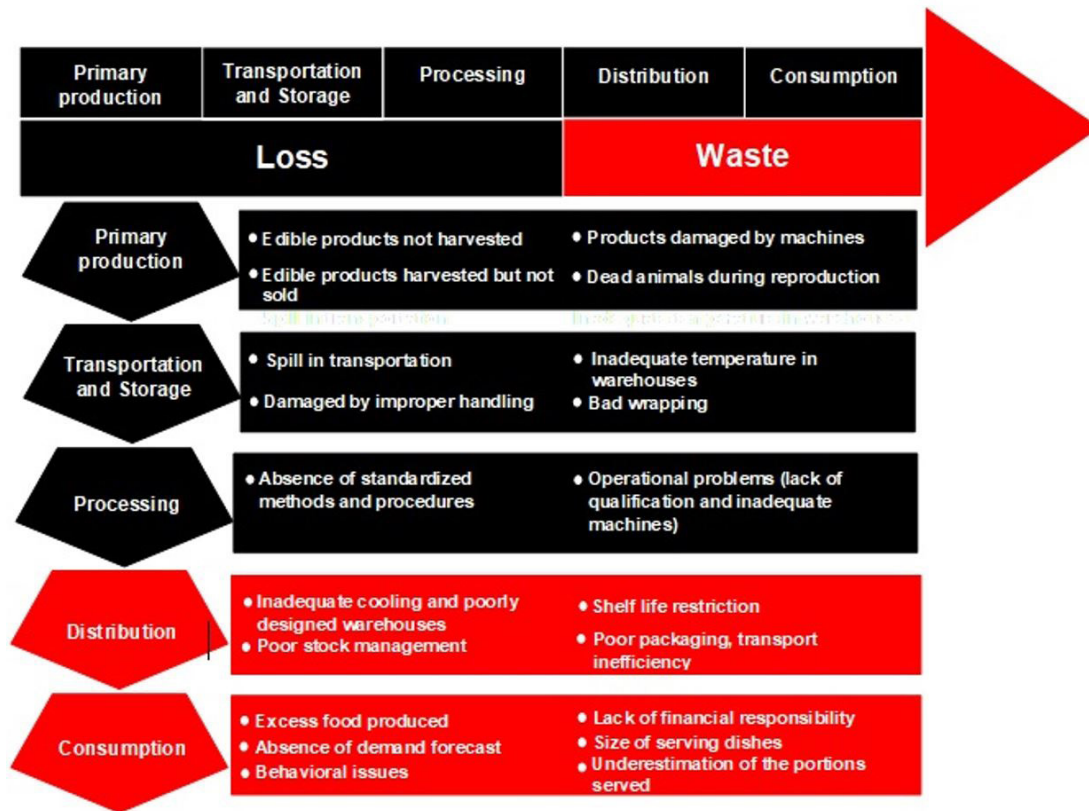 Primary
production
Transportation
and Storage
Processing
Distribution
Consumption
Loss
Waste
Primary
production
• Edible products not harvested
• Edible products harvested but not
sold
• Products damaged by machines
• Dead animals during reproduction
Spill in transportation
Transportation
and Storage
• Spill in transportation
• Damaged by improper handling
• Inadequate temperature in
warehouses
• Bad wrapping
Processing
• Absence of standardized
methods and procedures
• Operational problems (lack of
qualification and inadequate
machines)
Distribution
• Inadequate cooling and poorly
designed warehouses
• Poor stock management
• Shelf life restriction
• Poor packaging, transport
inefficiency
Consumption
• Excess food produced
• Absence of demand forecast
• Behavioral issues
• Lack of financial responsibility
• Size of serving dishes
• Underestimation of the portions
served